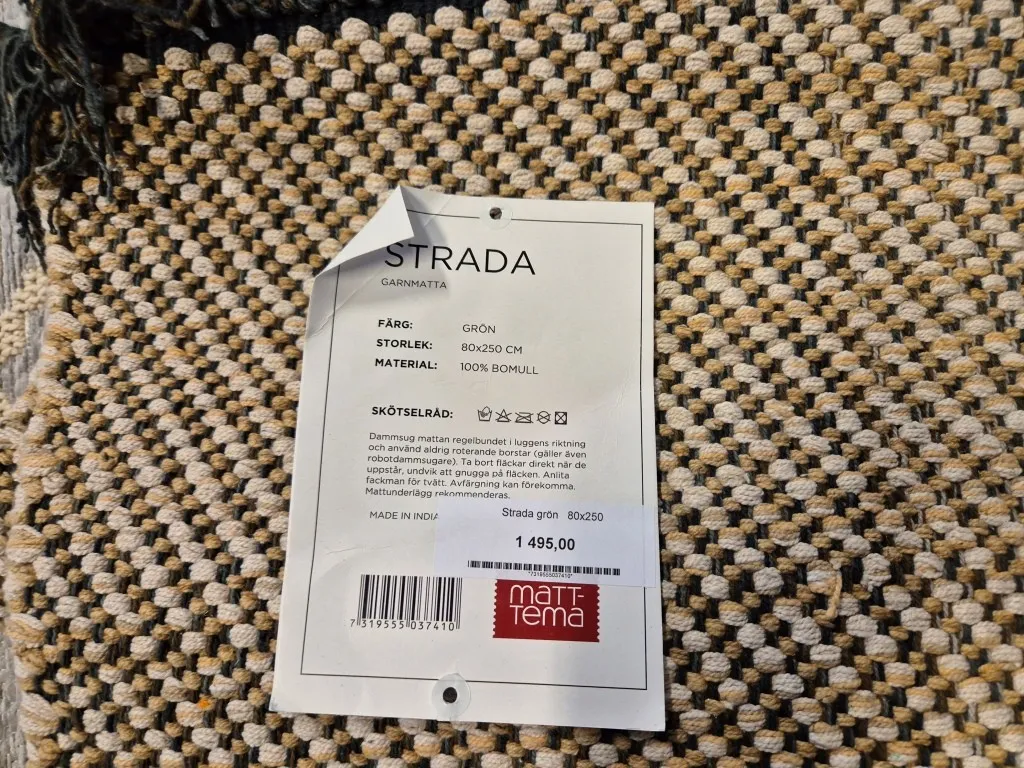 STRADA
GARNMATTA
FÄRG: GRÖN
STORLEK: 80x250 CM
MATERIAL: 100% BOMULL
SKÖTSELRÅD:
Dammsug mattan regelbundet i luggens riktning
och använd aldrig roterande borstar (gäller även
robotdammsugare). Ta bort fläckar direkt när de
uppstår, undvik att gnugga på fläcken. Anlita
fackman för tvätt. Avfärgning kan förekomma.
Mattunderlägg rekommenderas.
MADE IN INDIA
Strada grön 80x250
1 495,00
*7319555037410*
7 319555 037410
MATT-
TEMA